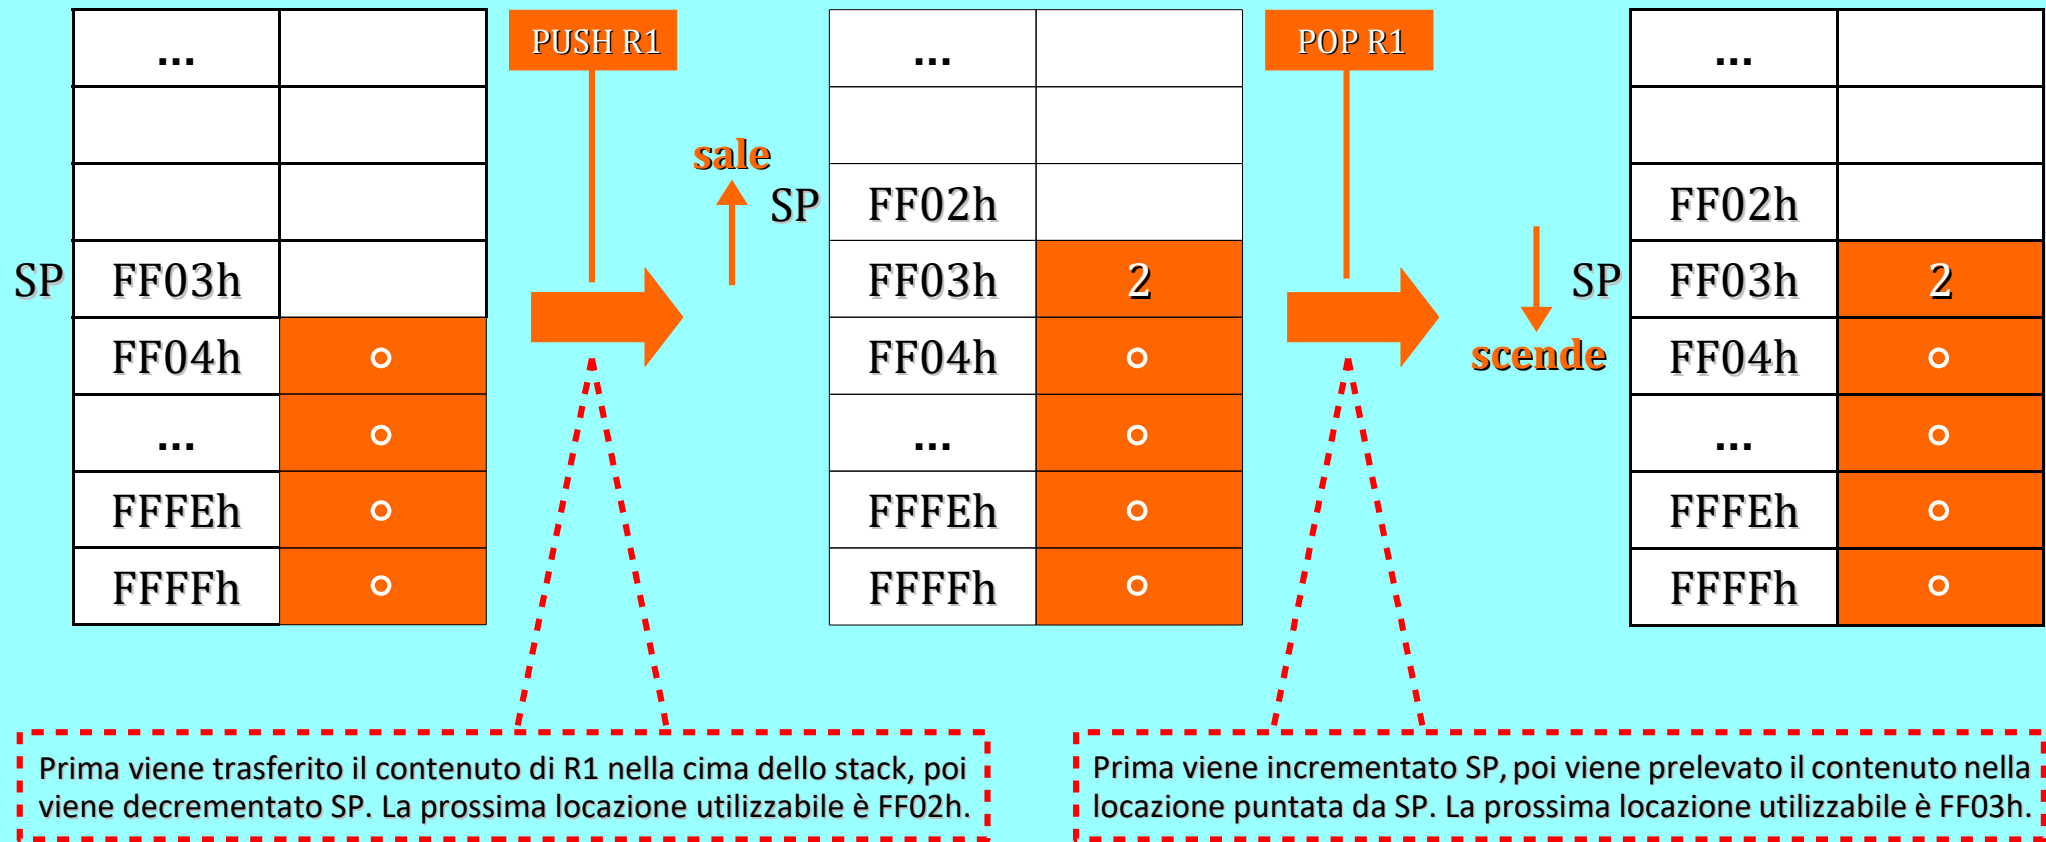 ...
SP FF03h
FF04h °
... °
FFFEh °
FFFFh °
PUSH R1
sale
...
SP FF02h
FF03h 2
FF04h °
... °
FFFEh °
FFFFh °
POP R1
scende
...
FF02h
SP FF03h 2
FF04h °
... °
FFFEh °
FFFFh °
Prima viene trasferito il contenuto di R1 nella cima dello stack, poi
viene decrementato SP. La prossima locazione utilizzabile è FF02h.
Prima viene incrementato SP, poi viene prelevato il contenuto nella
locazione puntata da SP. La prossima locazione utilizzabile è FF03h.